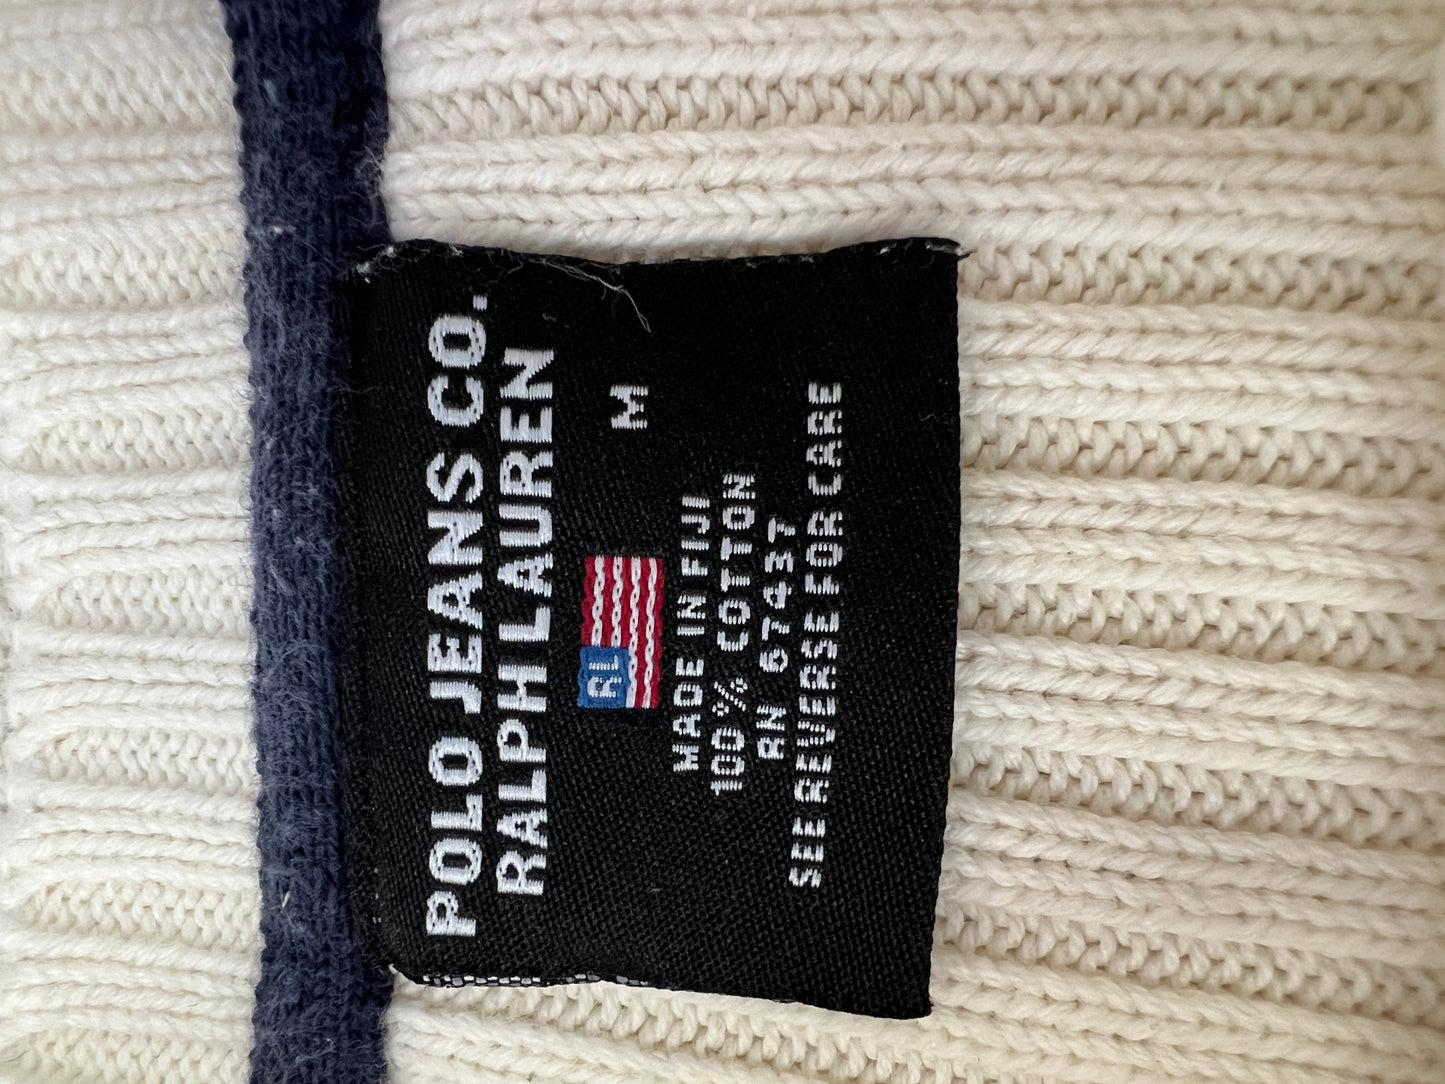 POLO JEANS CO.
RALPH LAUREN
M
RL
MADE IN FIJI
100% COTTON
RN 67437
SEE REVERSE FOR CARE